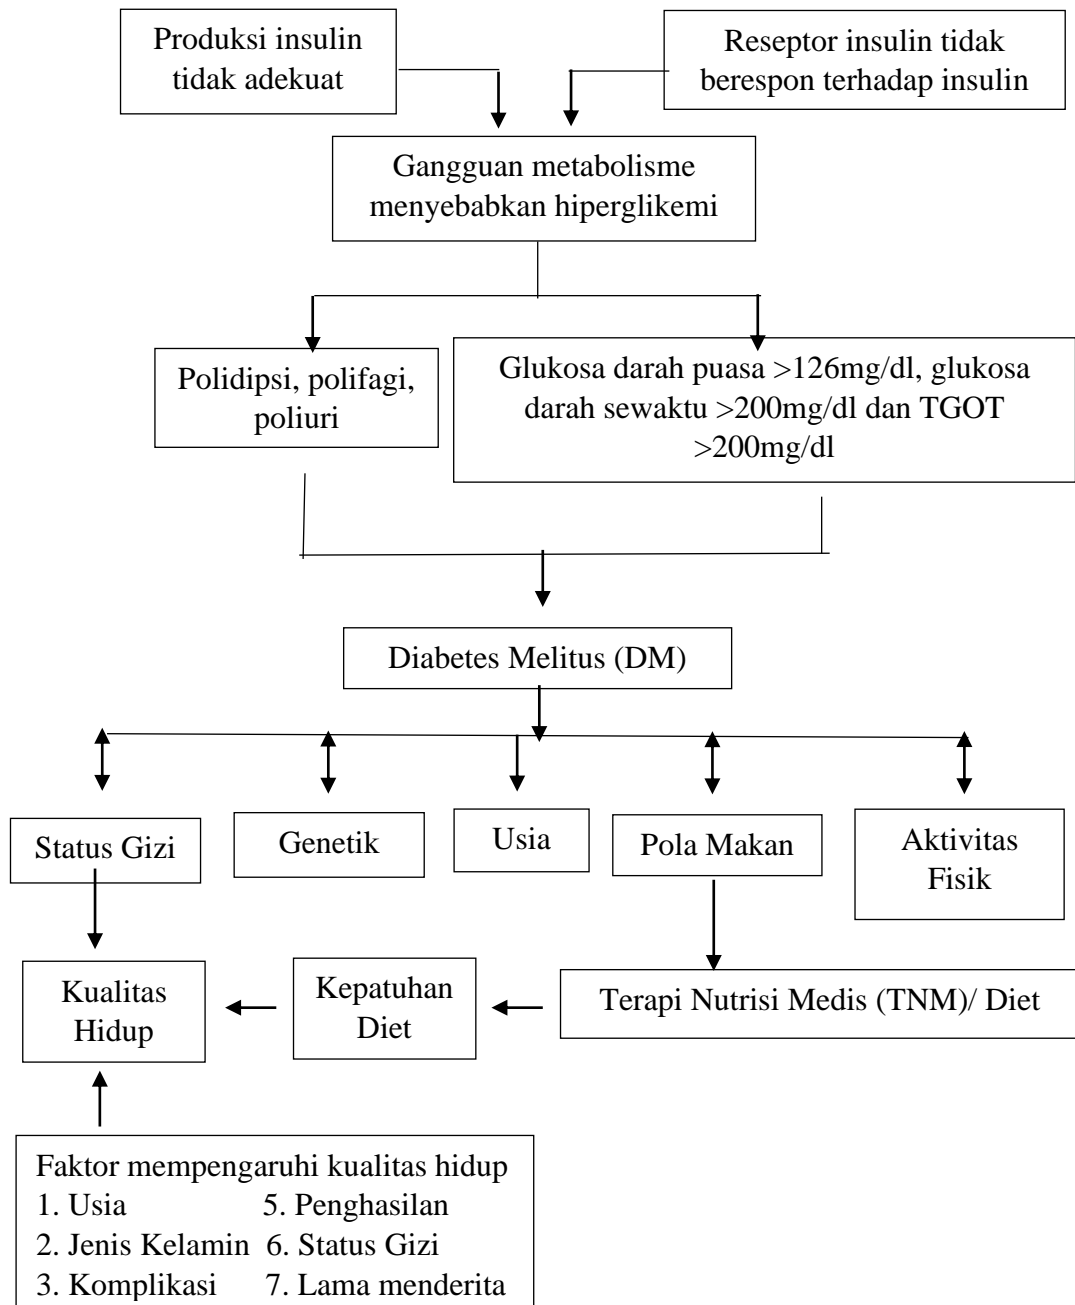 Produksi insulin
tidak adekuat
Reseptor insulin tidak
berespon terhadap insulin
Gangguan metabolisme
menyebabkan hiperglikemi
Polidipsi, polifagi,
poliuri
Glukosa darah puasa >126mg/dl, glukosa
darah sewaktu >200mg/dl dan TGOT
>200mg/dl
Diabetes Melitus (DM)
Status Gizi
Genetik
Usia
Pola Makan
Aktivitas
Fisik
Kualitas
Hidup
Kepatuhan
Diet
Terapi Nutrisi Medis (TNM)/ Diet
Faktor mempengaruhi kualitas hidup
1. Usia 5. Penghasilan
2. Jenis Kelamin 6. Status Gizi
3. Komplikasi 7. Lama menderita